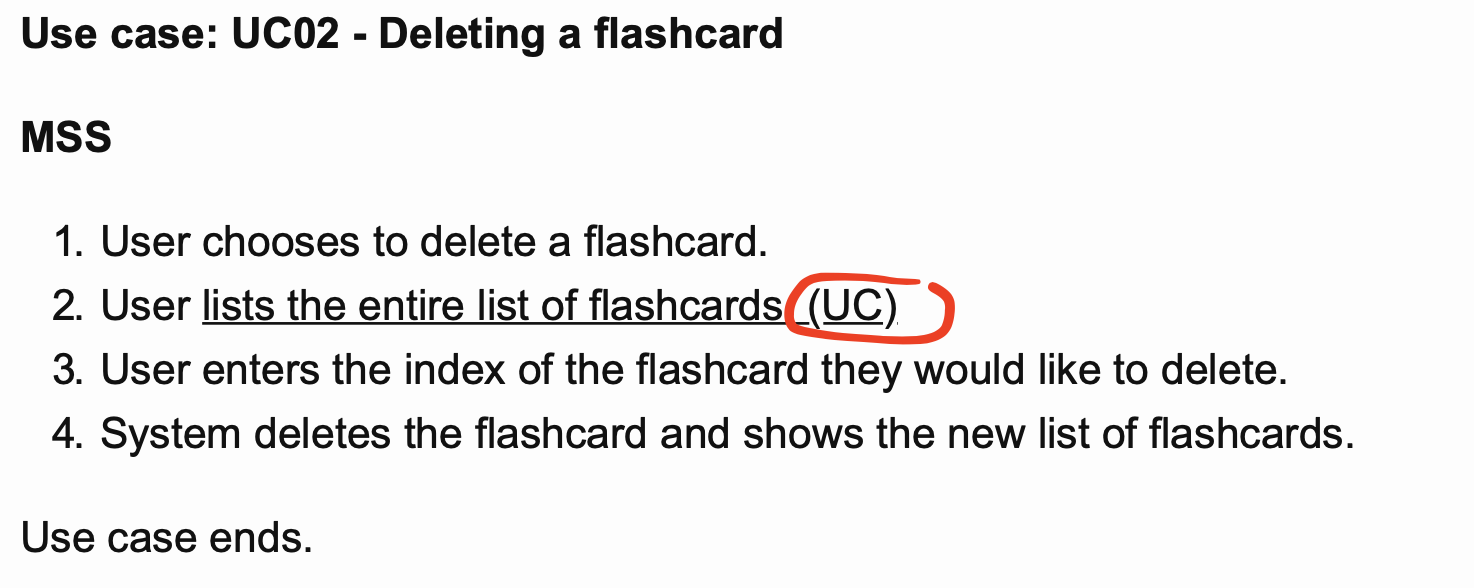 Use case: UC02 - Deleting a flashcard
MSS
1. User chooses to delete a flashcard.
2. User lists the entire list of flashcards (UC)
3. User enters the index of the flashcard they would like to delete.
4. System deletes the flashcard and shows the new list of flashcards.
Use case ends.